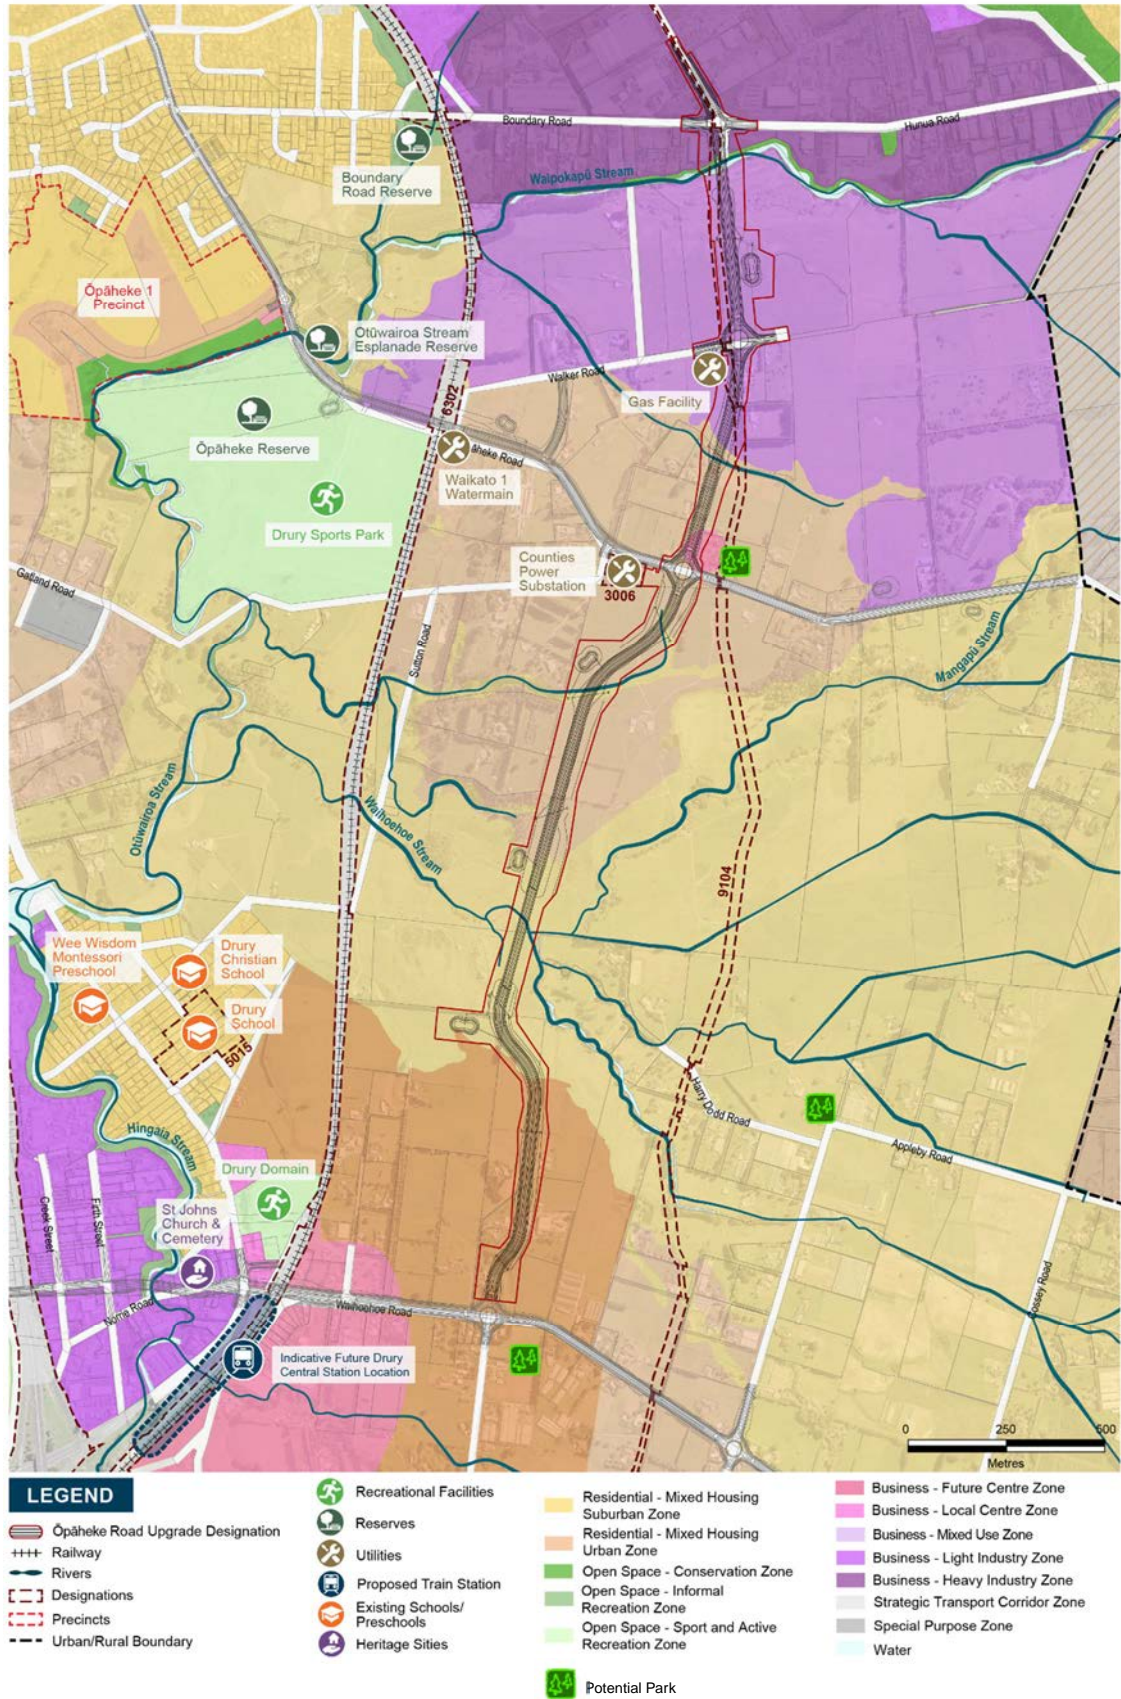 Boundary Road
Hunua Road
Boundary
Road Reserve
Waipokapū Stream
Ōpāheke 1
Precinct
Otūwairoa Stream
Esplanade Reserve
6302
Walker Road
Gas Facility
Ōpāheke Reserve
āheke Road
Waikato 1
Watermain
Drury Sports Park
Counties
Power
Substation
3006
Gatland Road
Sutton Road
Mangapū Stream
Otūwairoa Stream
Waihoehoe Stream
9104
Wee Wisdom
Montessori
Preschool
Drury
Christian
School
Drury
School
5015
Harry Dodd Road
Appleby Road
Hingaia Stream
Drury Domain
St Johns
Church &
Cemetery
Creek Street
Firth Street
Norrie Road
Waihoehoe Road
Cossey Road
Indicative Future Drury
Central Station Location
0 250 500
Metres
LEGEND
Ōpāheke Road Upgrade Designation
Railway
Rivers
Designations
Precincts
Urban/Rural Boundary
Recreational Facilities
Reserves
Utilities
Proposed Train Station
Existing Schools/
Preschools
Heritage Sities
Residential - Mixed Housing
Suburban Zone
Residential - Mixed Housing
Urban Zone
Open Space - Conservation Zone
Open Space - Informal
Recreation Zone
Open Space - Sport and Active
Recreation Zone
Potential Park
Business - Future Centre Zone
Business - Local Centre Zone
Business - Mixed Use Zone
Business - Light Industry Zone
Business - Heavy Industry Zone
Strategic Transport Corridor Zone
Special Purpose Zone
Water